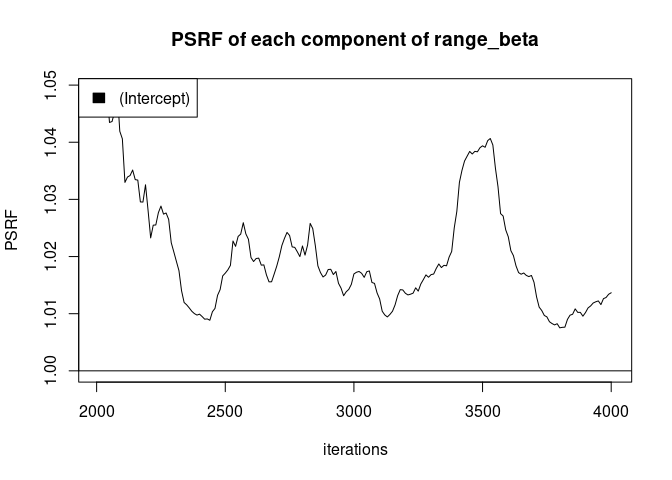 PSRF of each component of range_beta
(Intercept)
PSRF
1.05
1.04
1.03
1.02
1.01
1.00
2000 2500 3000 3500 4000
iterations